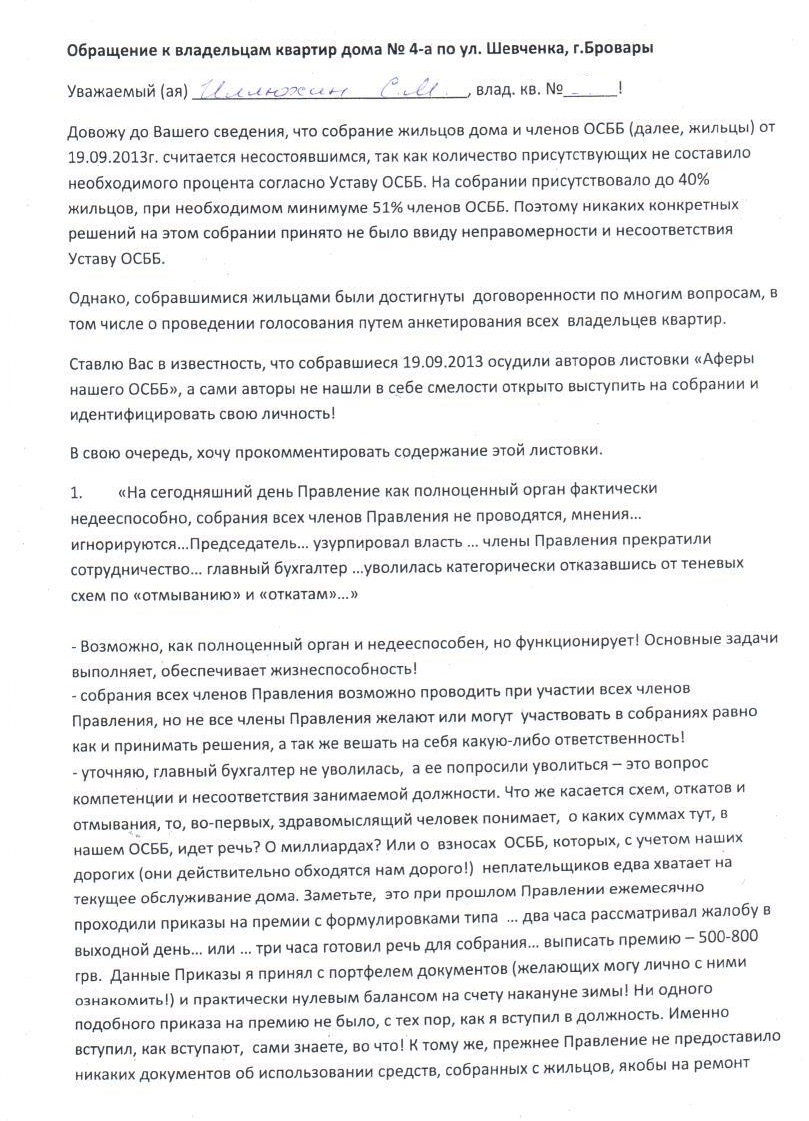 Обращение к владельцам квартир дома № 4-а по ул. Шевченка, г.Бровары
Уважаемый (ая) Иллюхин С.М. , влад. кв. №_____!
Довожу до Вашего сведения, что собрание жильцов дома и членов ОСББ (далее, жильцы) от
19.09.2013г. считается несостоявшимся, так как количество присутствующих не составило
необходимого процента согласно Уставу ОСББ. На собрании присутствовало до 40%
жильцов, при необходимом минимуме 51% членов ОСББ. Поэтому никаких конкретных
решений на этом собрании принято не было ввиду неправомерности и несоответствия
Уставу ОСББ.
Однако, собравшимися жильцами были достигнуты договоренности по многим вопросам, в
том числе о проведении голосования путем анкетирования всех владельцев квартир.
Ставлю Вас в известность, что собравшиеся 19.09.2013 осудили авторов листовки «Аферы
нашего ОСББ», а сами авторы не нашли в себе смелости открыто выступить на собрании и
идентифицировать свою личность!
В свою очередь, хочу прокомментировать содержание этой листовки.
1. «На сегодняшний день Правление как полноценный орган фактически
недееспособно, собрания всех членов Правления не проводятся, мнения...
игнорируются...Председатель... узурпировал власть ... члены Правления прекратили
сотрудничество... главный бухгалтер ...уволилась категорически отказавшись от теневых
схем по «отмыванию» и «откатам»...»
- Возможно, как полноценный орган и недееспособен, но функционирует! Основные задачи
выполняет, обеспечивает жизнеспособность!
- собрания всех членов Правления возможно проводить при участии всех членов
Правления, но не все члены Правления желают или могут участвовать в собраниях равно
как и принимать решения, а так же вешать на себя какую-либо ответственность!
- уточняю, главный бухгалтер не уволилась, а ее попросили уволиться – это вопрос
компетенции и несоответствия занимаемой должности. Что же касается схем, откатов и
отмывания, то, во-первых, здравомыслящий человек понимает, о каких суммах тут, в
нашем ОСББ, идет речь? О миллиардах? Или о взносах ОСББ, которых, с учетом наших
дорогих (они действительно обходятся нам дорого!) неплательщиков едва хватает на
текущее обслуживание дома. Заметьте, это при прошлом Правлении ежемесячно
проходили приказы на премии с формулировками типа ... два часа рассматривал жалобу в
выходной день... или ... три часа готовил речь для собрания... выписать премию – 500-800
грв. Данные Приказы я принял с портфелем документов (желающих могу лично с ними
ознакомить!) и практически нулевым балансом на счету накануне зимы! Ни одного
подобного приказа на премию не было, с тех пор, как я вступил в должность. Именно
вступил, как вступают, сами знаете, во что! К тому же, прежнее Правление не предоставило
никаких документов об использовании средств, собранных с жильцов, якобы на ремонт